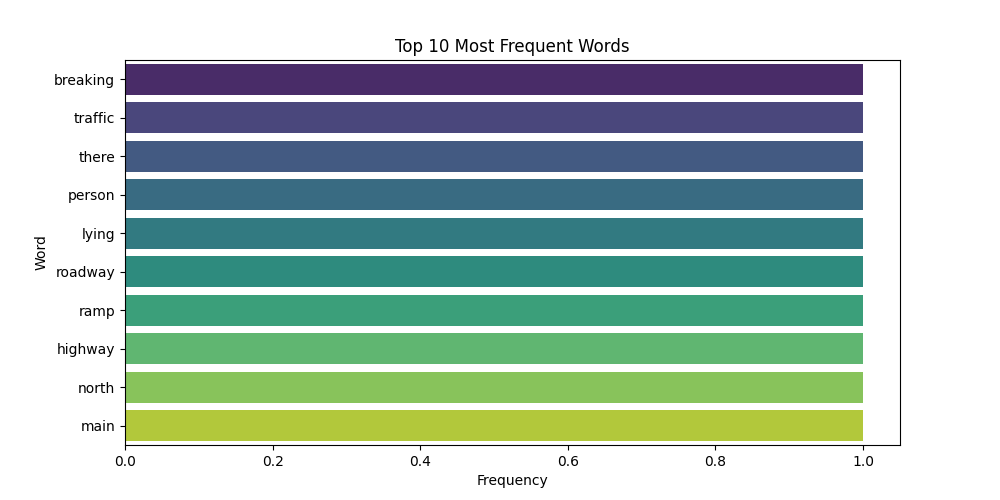 Top 10 Most Frequent Words
Word
breaking
traffic
there
person
lying
roadway
ramp
highway
north
main
0.0 0.2 0.4 0.6 0.8 1.0
Frequency